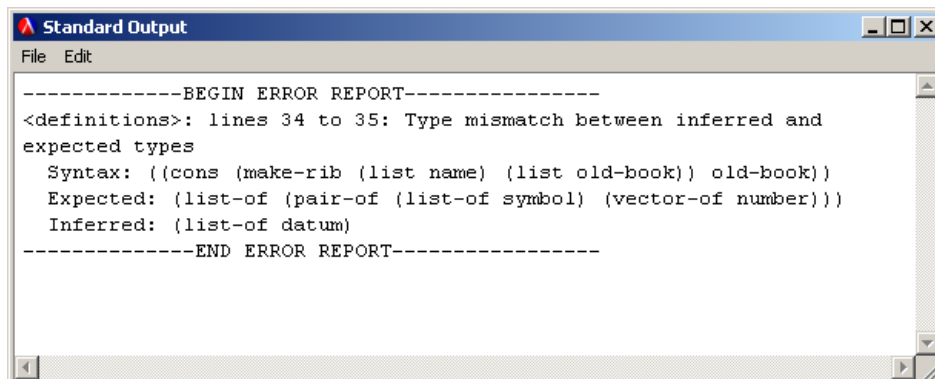 Standard Output
File Edit
-------------BEGIN ERROR REPORT----------------
<definitions>: lines 34 to 35: Type mismatch between inferred and
expected types
  Syntax: ((cons (make-rib (list name) (list old-book)) old-book))
  Expected: (list-of (pair-of (list-of symbol) (vector-of number)))
  Inferred: (list-of datum)
--------------END ERROR REPORT-----------------